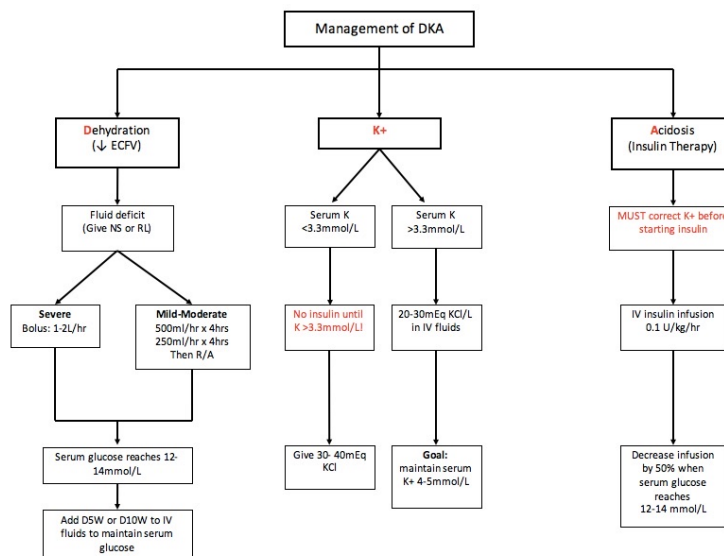 Management of DKA
Dehydration
(↓ ECFV)
Fluid deficit
(Give NS or RL)
Severe
Bolus: 1-2L/hr
Mild-Moderate
500ml/hr x 4hrs
250ml/hr x 4hrs
Then R/A
Serum glucose reaches 12-
14mmol/L
Add D5W or D10W to IV
fluids to maintain serum
glucose
K+
Serum K
<3.3mmol/L
No insulin until
K >3.3mmol/L!
Give 30- 40mEq
KCl
Serum K
>3.3mmol/L
20-30mEq KCl/L
in IV fluids
Goal:
maintain serum
K+ 4-5mmol/L
Acidosis
(Insulin Therapy)
MUST correct K+ before
starting insulin
IV insulin infusion
0.1 U/kg/hr
Decrease infusion
by 50% when
serum glucose
reaches
12-14 mmol/L